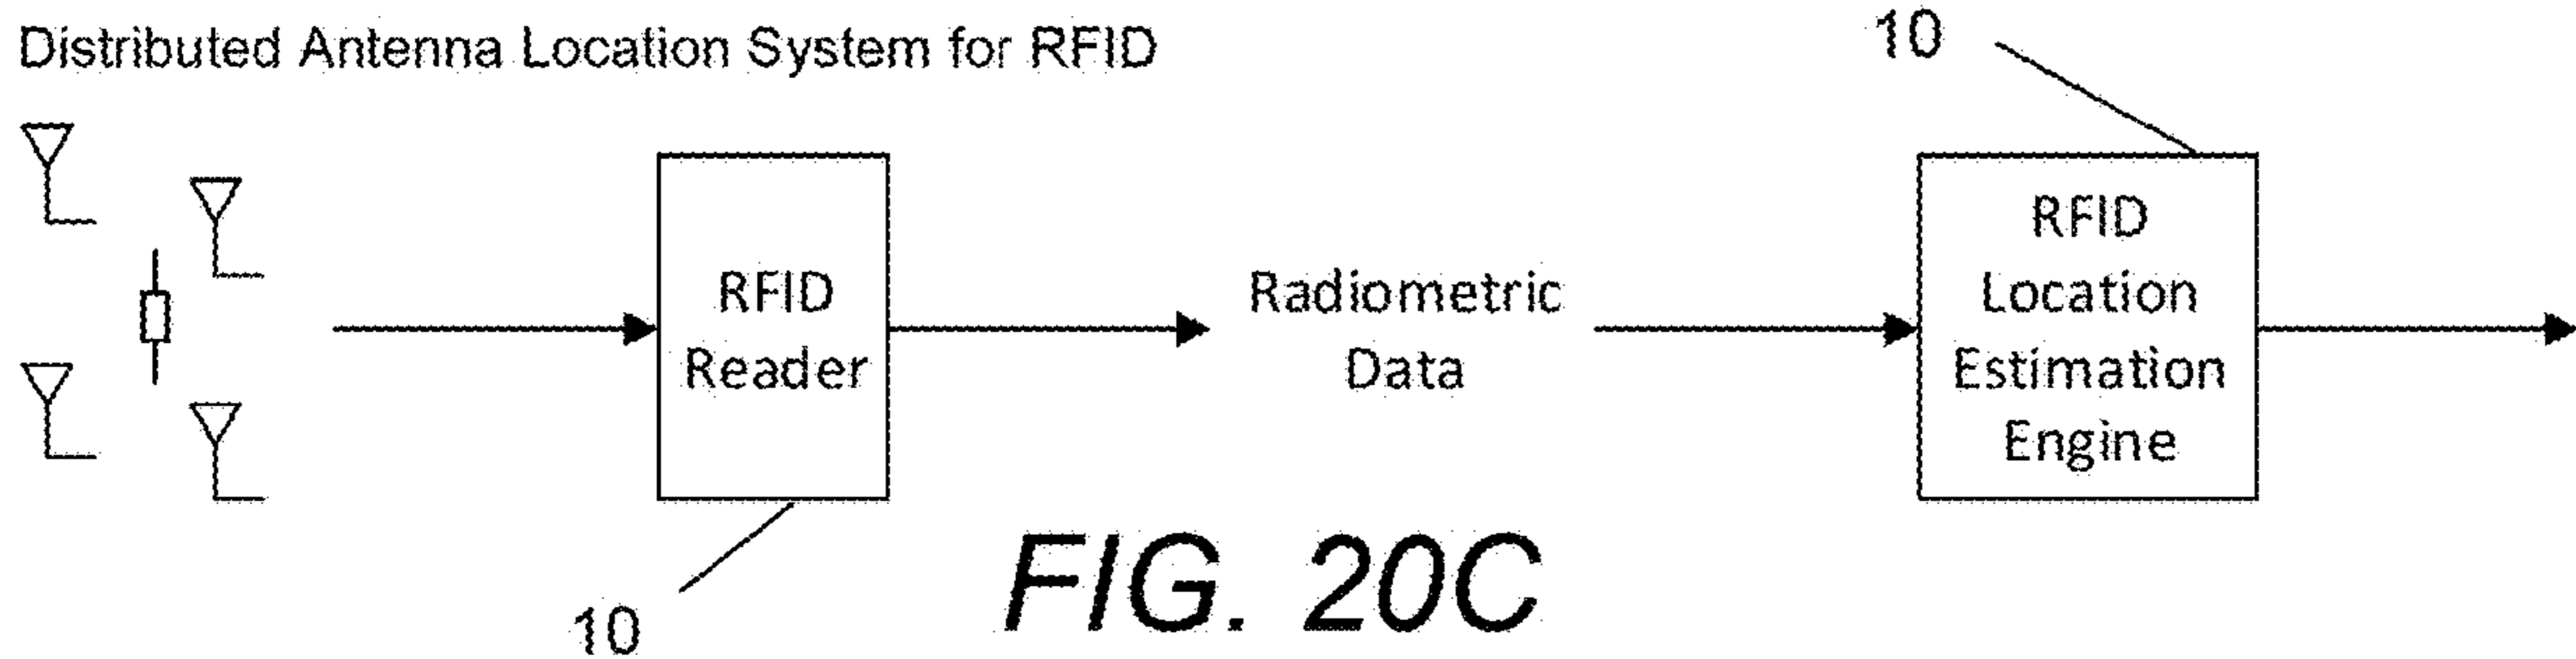 Distributed Antenna Location System for RFID
10
RFID
Reader
Radiometric
Data
RFID
Location
Estimation
Engine
10
FIG. 20C